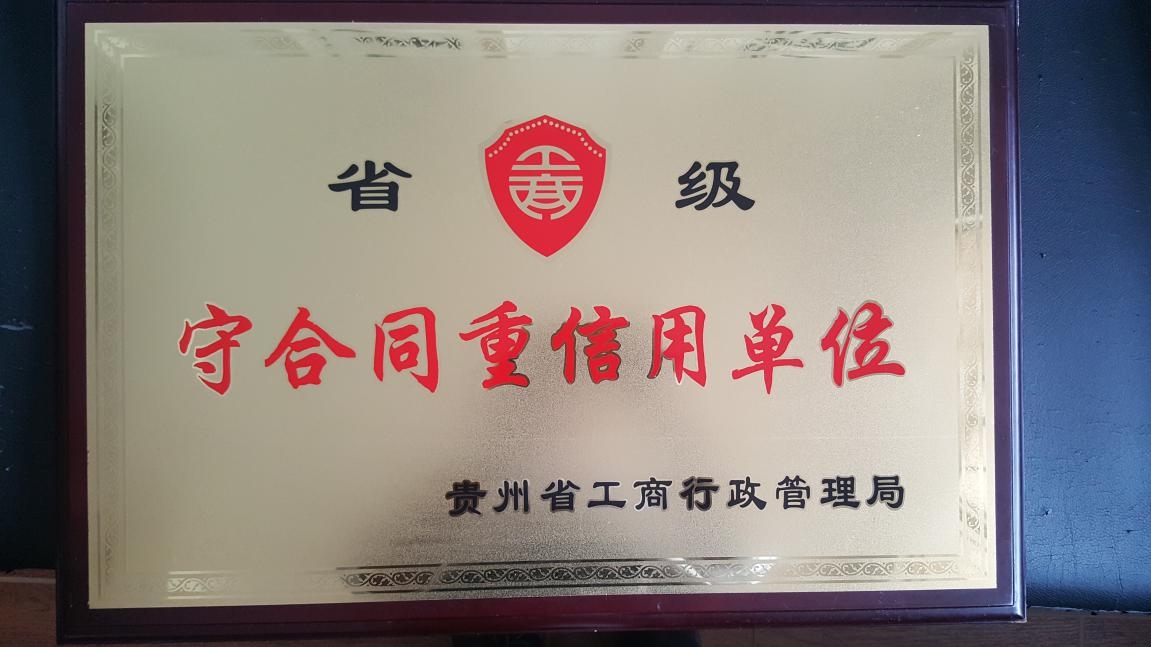 省 级
守合同重信用单位
贵州省工商行政管理局